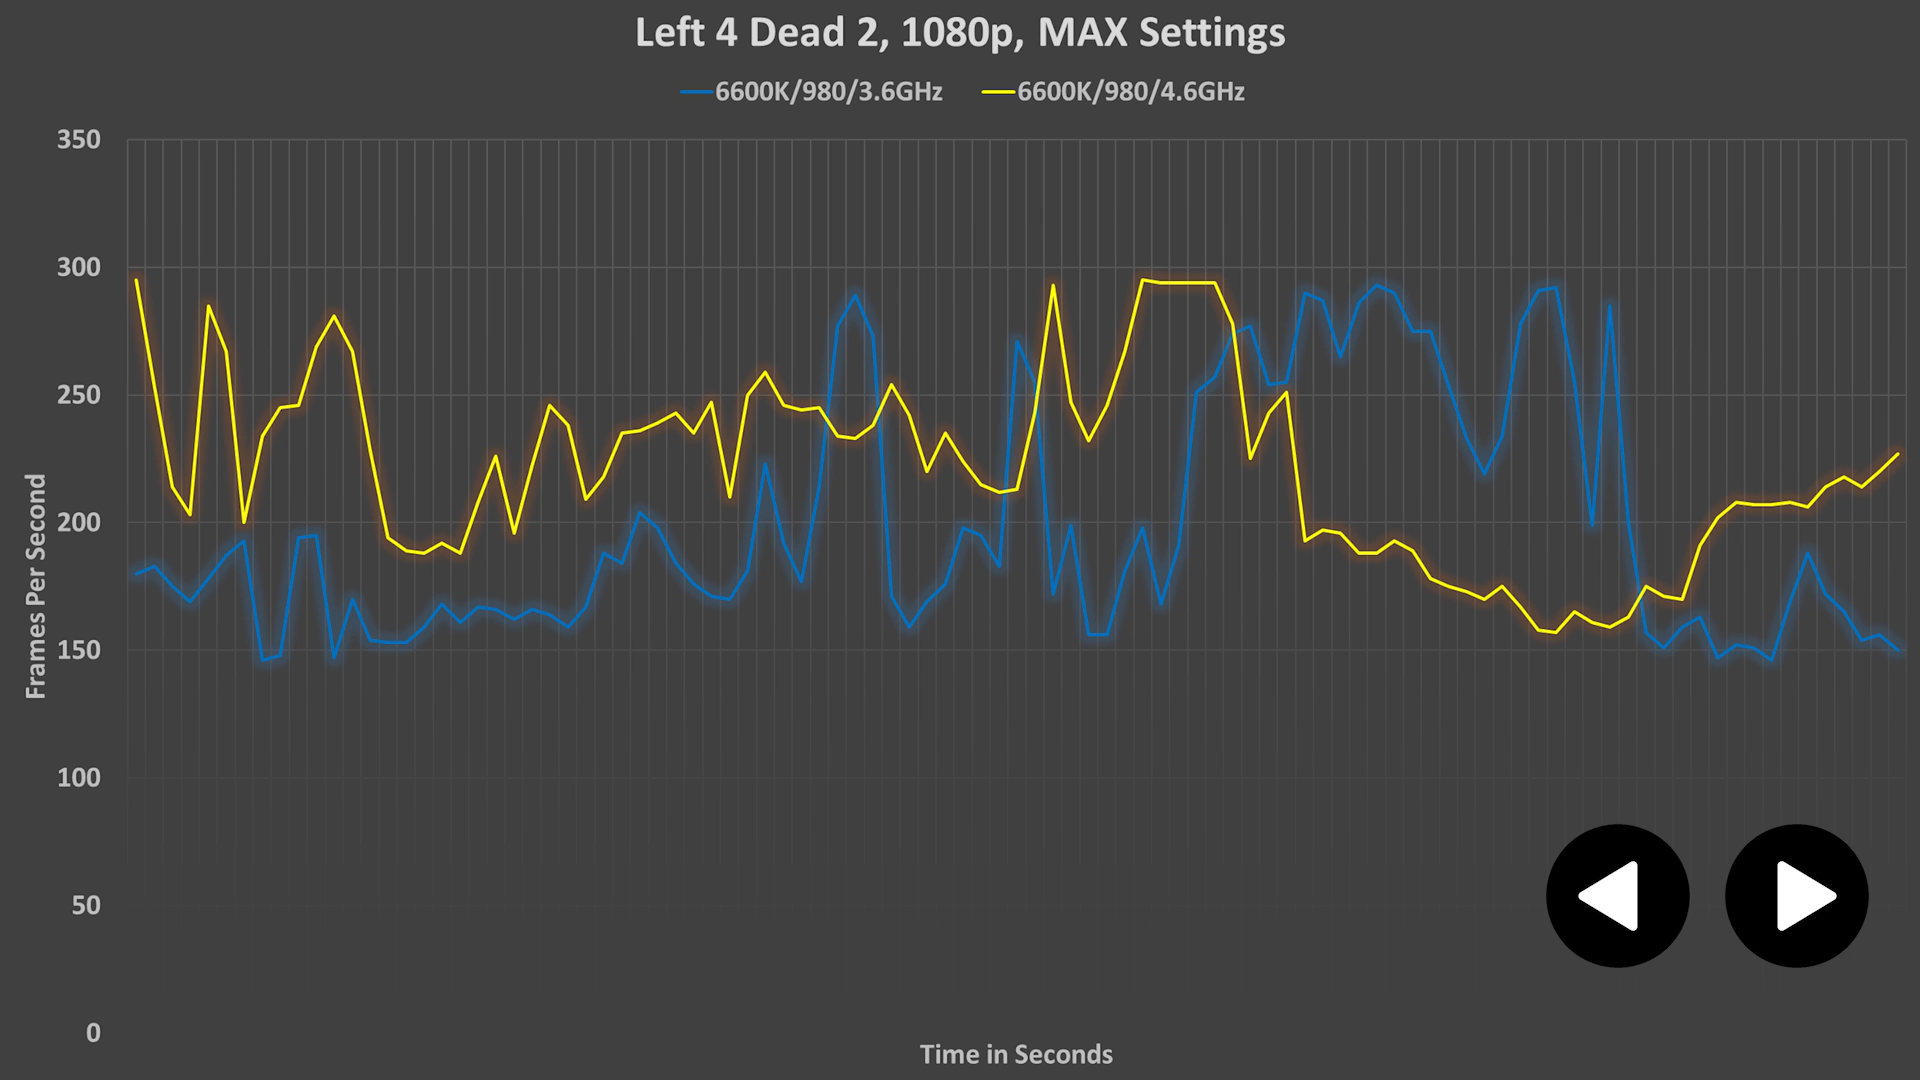 Left 4 Dead 2, 1080p, MAX Settings
6600K/980/3.6GHz 6600K/980/4.6GHz
350
300
250
200
150
100
50
0
Frames Per Second
Time in Seconds